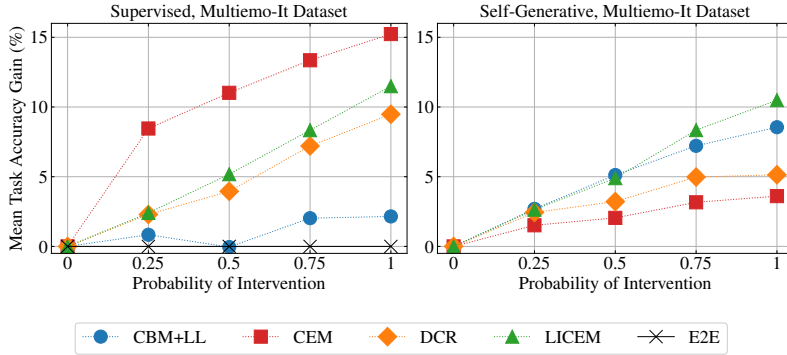 Supervised, Multiemo-It Dataset
Mean Task Accuracy Gain (%)
15
10
5
0
0 0.25 0.5 0.75 1
Probability of Intervention
Self-Generative, Multiemo-It Dataset
15
10
5
0
0 0.25 0.5 0.75 1
Probability of Intervention
CBM+LL CEM DCR LICEM E2E